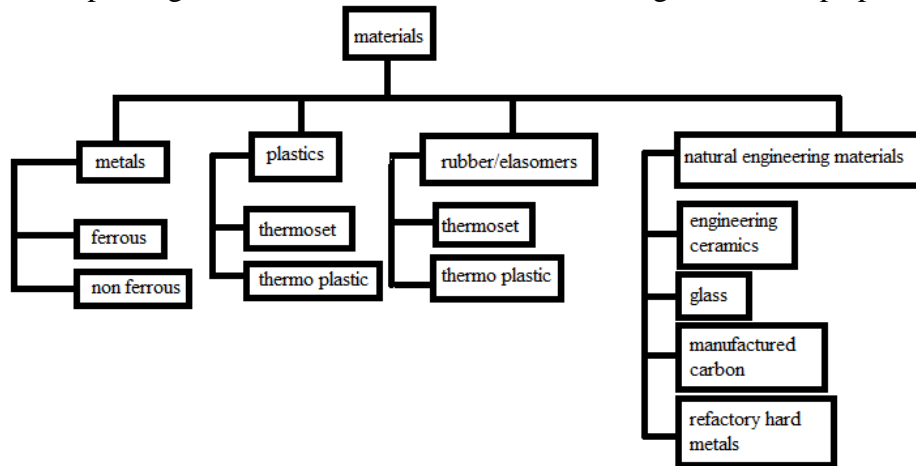 materials
metals
plastics
rubber/elasomers
natural engineering materials
ferrous
non ferrous
thermoset
thermo plastic
thermoset
thermo plastic
engineering
ceramics
glass
manufactured
carbon
refactory hard
metals